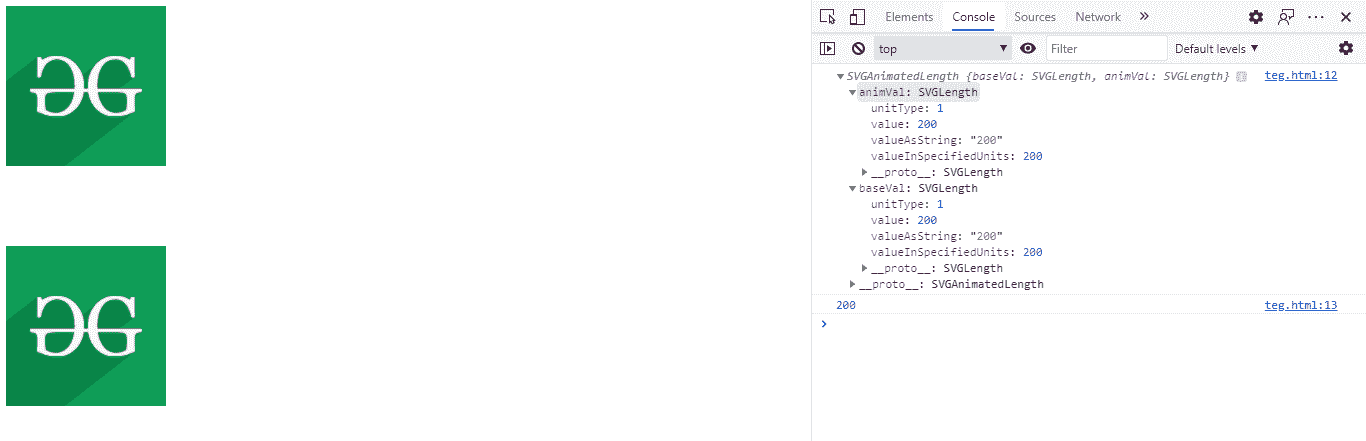 Elements Console Sources Network
top Filter Default levels
SVGAnimatedLength {baseVal: SVGLength, animVal: SVGLength} teg.html:12
animVal: SVGLength
unitType: 1
value: 200
valueAsString: "200"
valueInSpecifiedUnits: 200
__proto__: SVGLength
baseVal: SVGLength
unitType: 1
value: 200
valueAsString: "200"
valueInSpecifiedUnits: 200
__proto__: SVGLength
__proto__: SVGAnimatedLength
200 teg.html:13